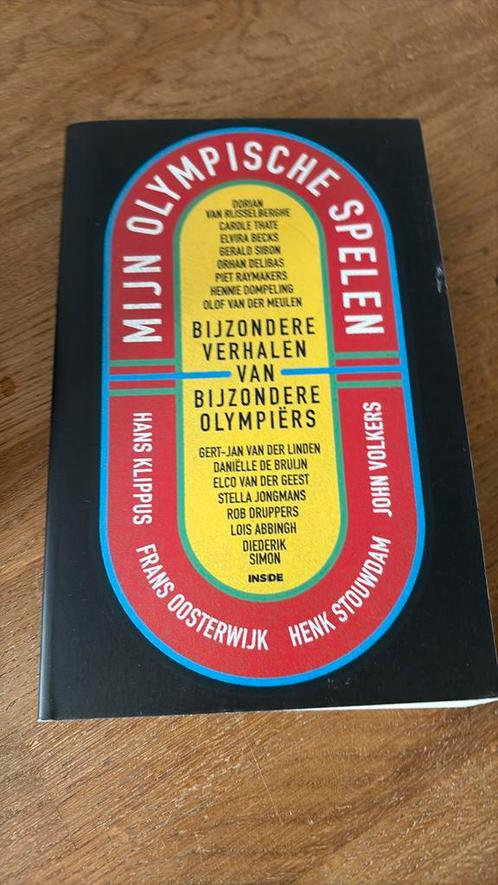 MIJN OLYMPISCHE SPELEN
DORIAN
VAN RIJSSELBERGHE
CAROLE THATE
ELVIRA BECKS
GERALD SIBON
ORHAN DELIBAS
PIET RAYMAKERS
HENNIE DOMPELING
OLOF VAN DER MEULEN
BIJZONDERE
VERHALEN
VAN
BIJZONDERE
OLYMPIËRS
GERT-JAN VAN DER LINDEN
DANIËLLE DE BRUIJN
ELCO VAN DER GEEST
STELLA JONGMANS
ROB DRUPPERS
LOIS ABBINGH
DIEDERIK
SIMON
INSIDE
HANS KLIPPUS
FRANS OOSTERWIJK
HENK STOUWDAM
JOHN VOLKERS